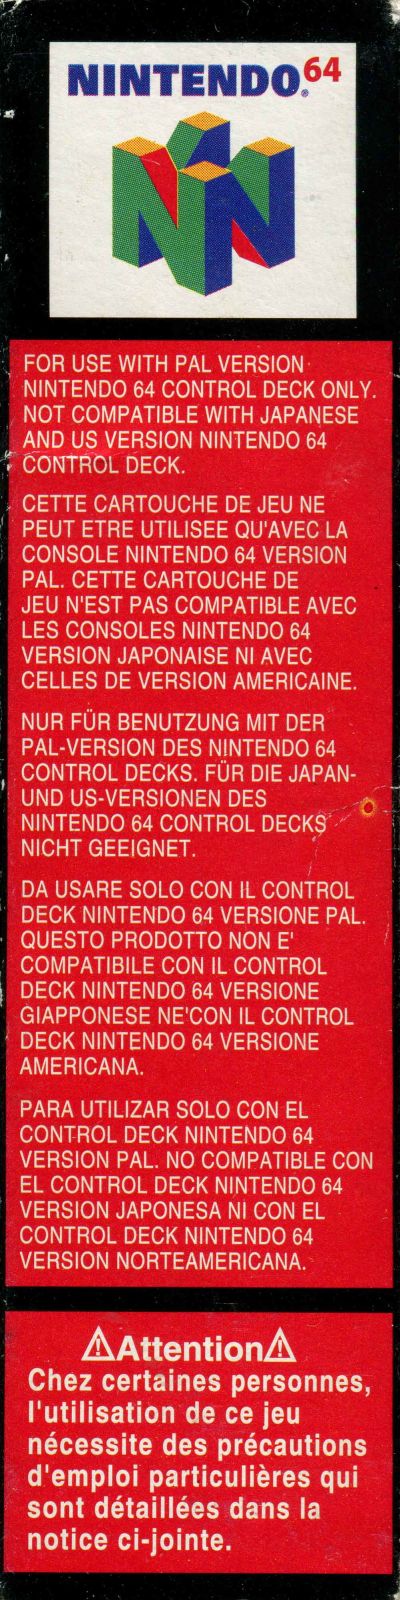 NINTENDO®64
FOR USE WITH PAL VERSION
NINTENDO 64 CONTROL DECK ONLY.
NOT COMPATIBLE WITH JAPANESE
AND US VERSION NINTENDO 64
CONTROL DECK.
CETTE CARTOUCHE DE JEU NE
PEUT ETRE UTILISEE QU'AVEC LA
CONSOLE NINTENDO 64 VERSION
PAL. CETTE CARTOUCHE DE
JEU N'EST PAS COMPATIBLE AVEC
LES CONSOLES NINTENDO 64
VERSION JAPONAISE NI AVEC
CELLES DE VERSION AMERICAINE.
NUR FÜR BENUTZUNG MIT DER
PAL-VERSION DES NINTENDO 64
CONTROL DECKS. FÜR DIE JAPAN-
UND US-VERSIONEN DES
NINTENDO 64 CONTROL DECKS
NICHT GEEIGNET.
DA USARE SOLO CON IL CONTROL
DECK NINTENDO 64 VERSIONE PAL.
QUESTO PRODOTTO NON E'
COMPATIBILE CON IL CONTROL
DECK NINTENDO 64 VERSIONE
GIAPPONESE NE'CON IL CONTROL
DECK NINTENDO 64 VERSIONE
AMERICANA.
PARA UTILIZAR SOLO CON EL
CONTROL DECK NINTENDO 64
VERSION PAL. NO COMPATIBLE CON
EL CONTROL DECK NINTENDO 64
VERSION JAPONESA NI CON EL
CONTROL DECK NINTENDO 64
VERSION NORTEAMERICANA.
⚠Attention⚠
Chez certaines personnes,
l'utilisation de ce jeu
nécessite des précautions
d'emploi particulières qui
sont détaillées dans la
notice ci-jointe.